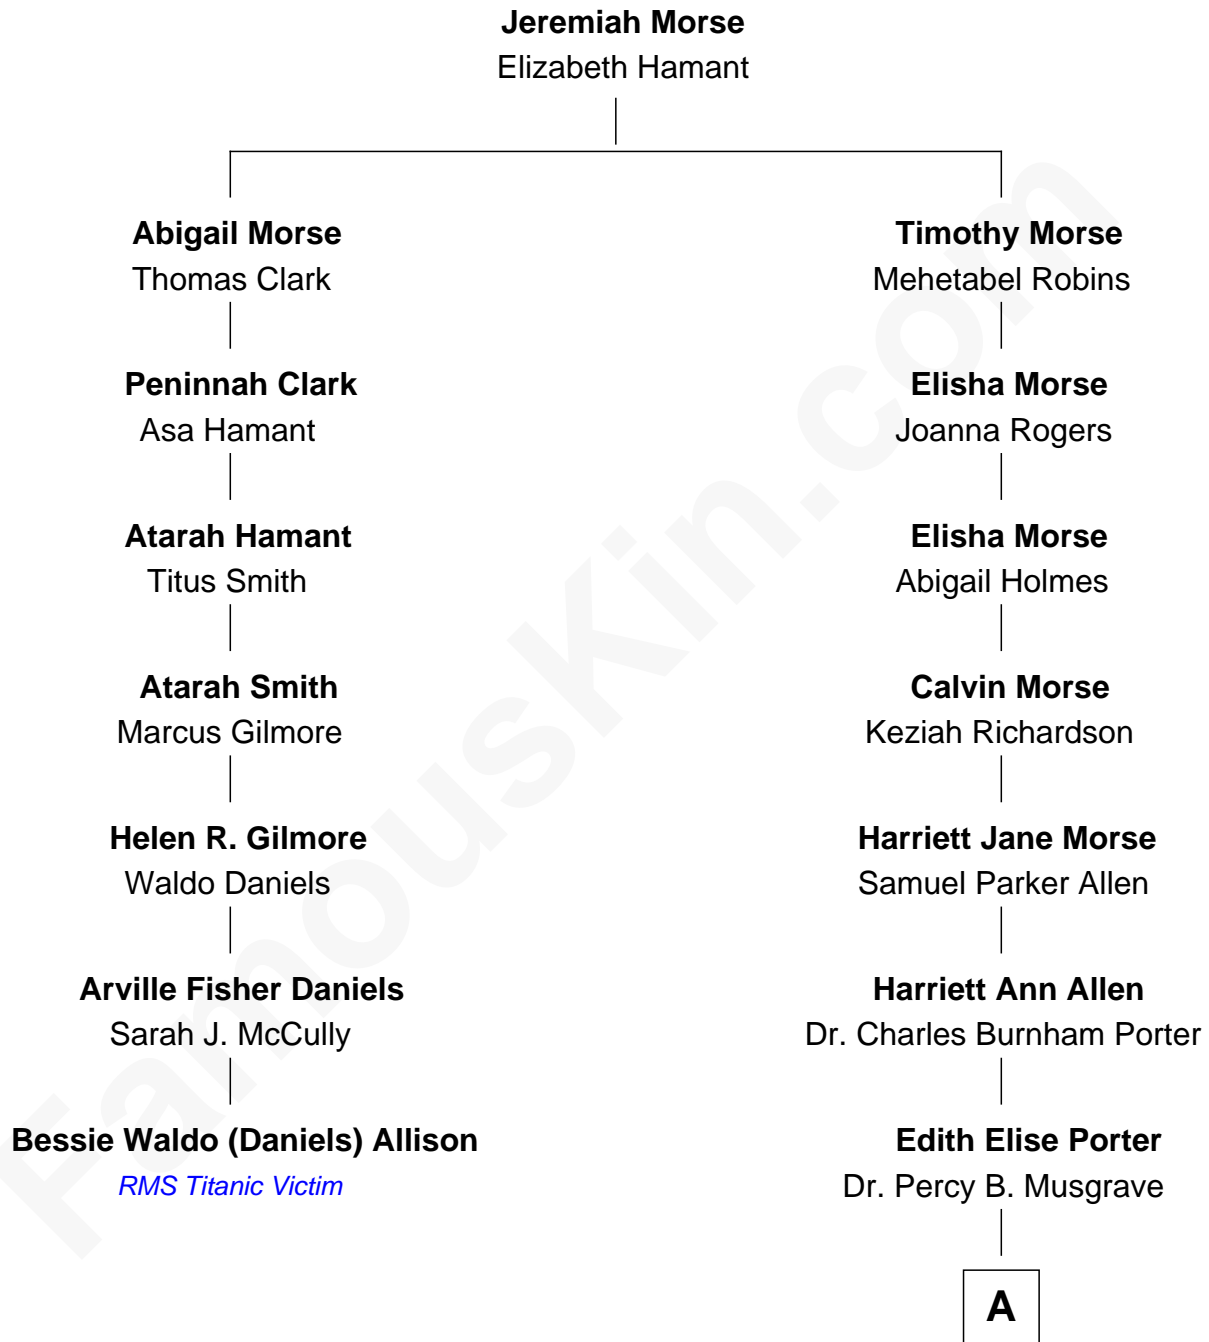 Jeremiah Morse
Elizabeth Hamant
Abigail Morse
Thomas Clark
Timothy Morse
Mehetabel Robins
Peninnah Clark
Asa Hamant
Elisha Morse
Joanna Rogers
Atarah Hamant
Titus Smith
Elisha Morse
Abigail Holmes
Atarah Smith
Marcus Gilmore
Calvin Morse
Keziah Richardson
Helen R. Gilmore
Waldo Daniels
Harriett Jane Morse
Samuel Parker Allen
Arville Fisher Daniels
Sarah J. McCully
Harriett Ann Allen
Dr. Charles Burnham Porter
Bessie Waldo (Daniels) Allison
RMS Titanic Victim
Edith Elise Porter
Dr. Percy B. Musgrave
A
FamousKin.com